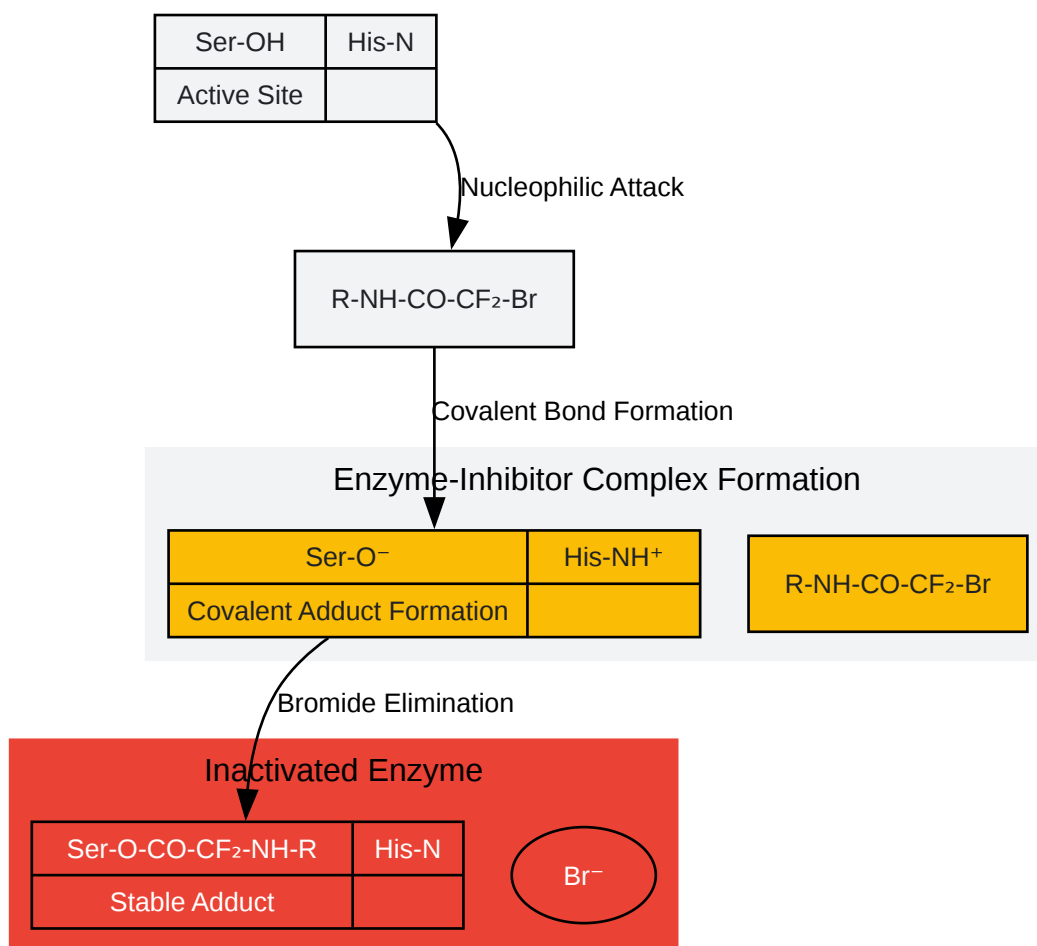 Ser-OH
His-N
Active Site
Nucleophilic Attack
R-NH-CO-CF₂-Br
Covalent Bond Formation
Enzyme-Inhibitor Complex Formation
Ser-O⁻
His-NH⁺
Covalent Adduct Formation
R-NH-CO-CF₂-Br
Bromide Elimination
Inactivated Enzyme
Ser-O-CO-CF₂-NH-R
His-N
Stable Adduct
Br⁻